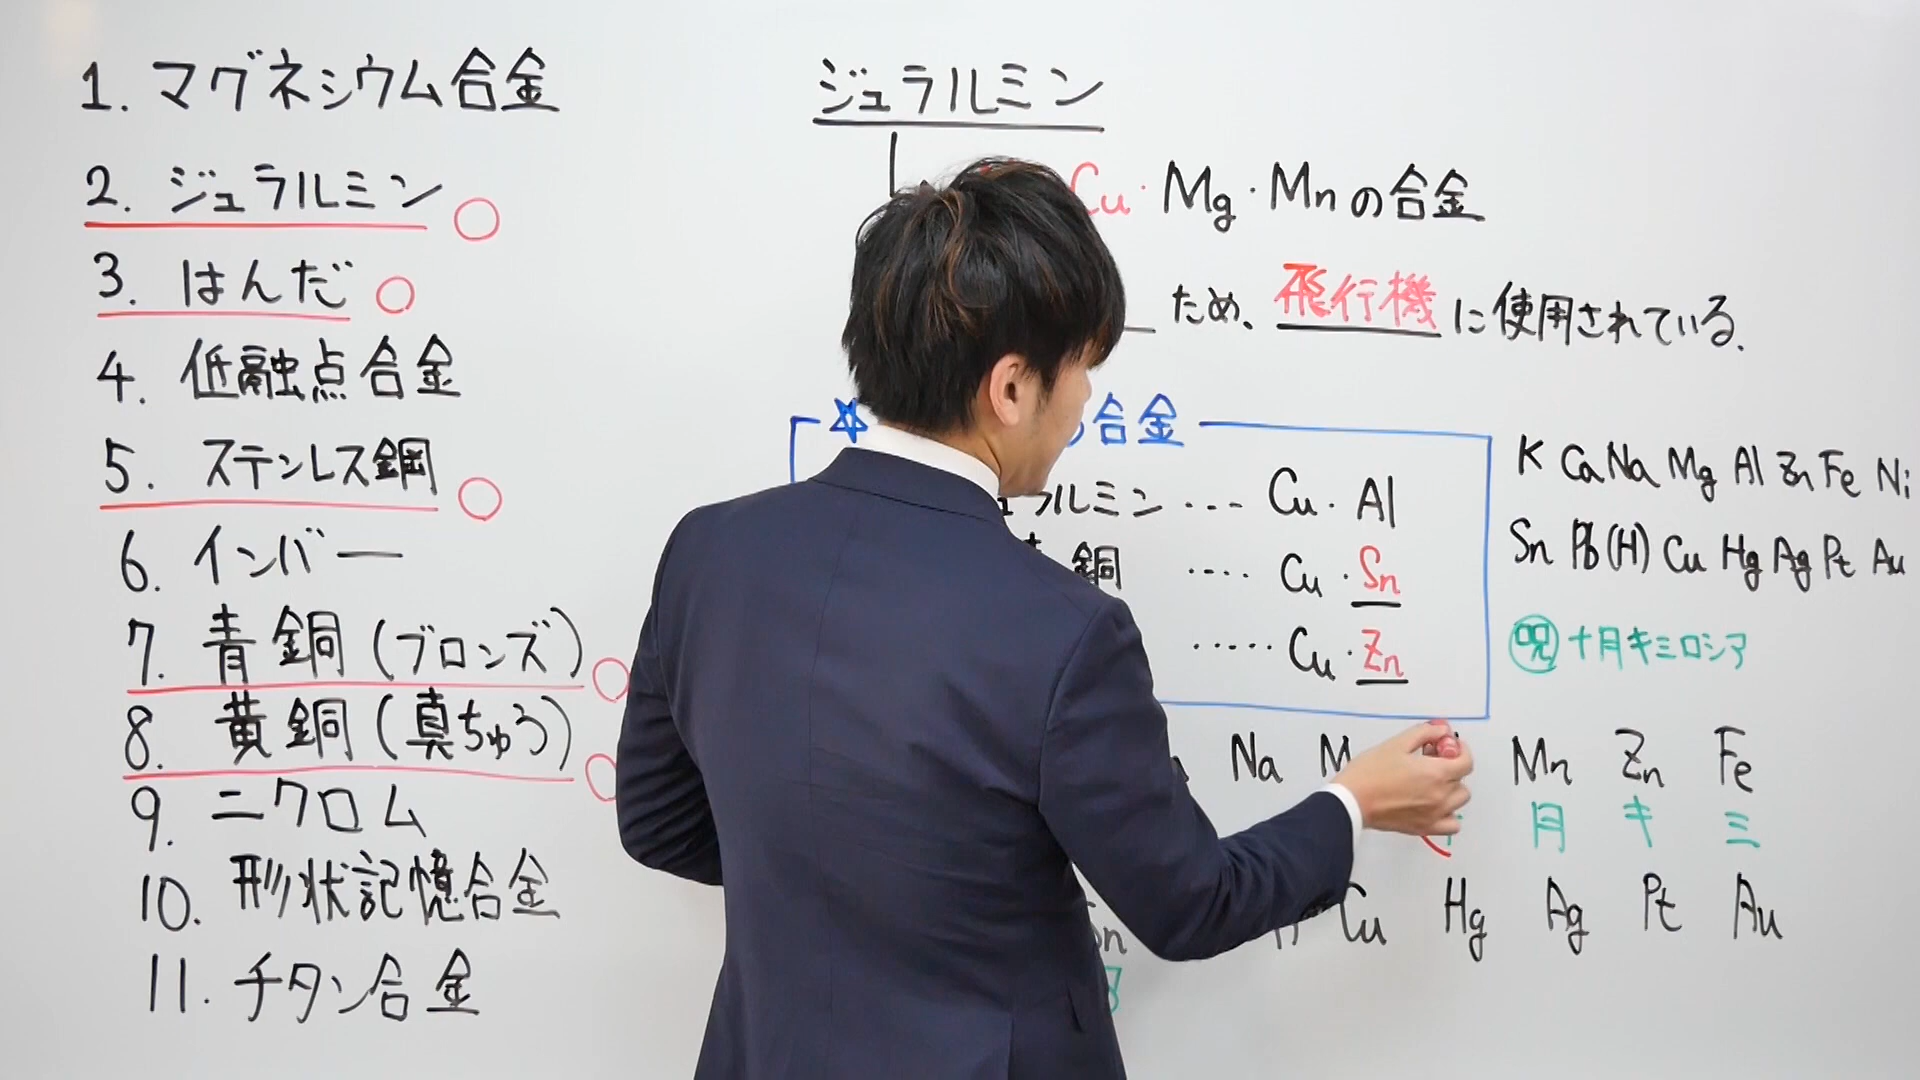 1. マグネシウム合金
2. ジュラルミン
3. はんだ
4. 低融点合金
5. ステンレス鋼
6. インバー
7. 青銅(ブロンズ)
8. 黄銅(真ちゅう)
9. ニクロム
10. 形状記憶合金
11. チタン合金
ジュラルミン
Cu・Mg・Mnの合金
ため、飛行機に使用されている.
合金
ュラルミン ‥‥ Cu・Al
銅 ‥‥ Cu・Sn
‥‥‥ Cu・Zn
K Ca Na Mg Al Zn Fe Ni
Sn Pb (H) Cu Hg Ag Pt Au
呪 十月キミロシア
Na Mn Zn Fe
月 キ ミ
Sn Cu Hg Ag Pt Au